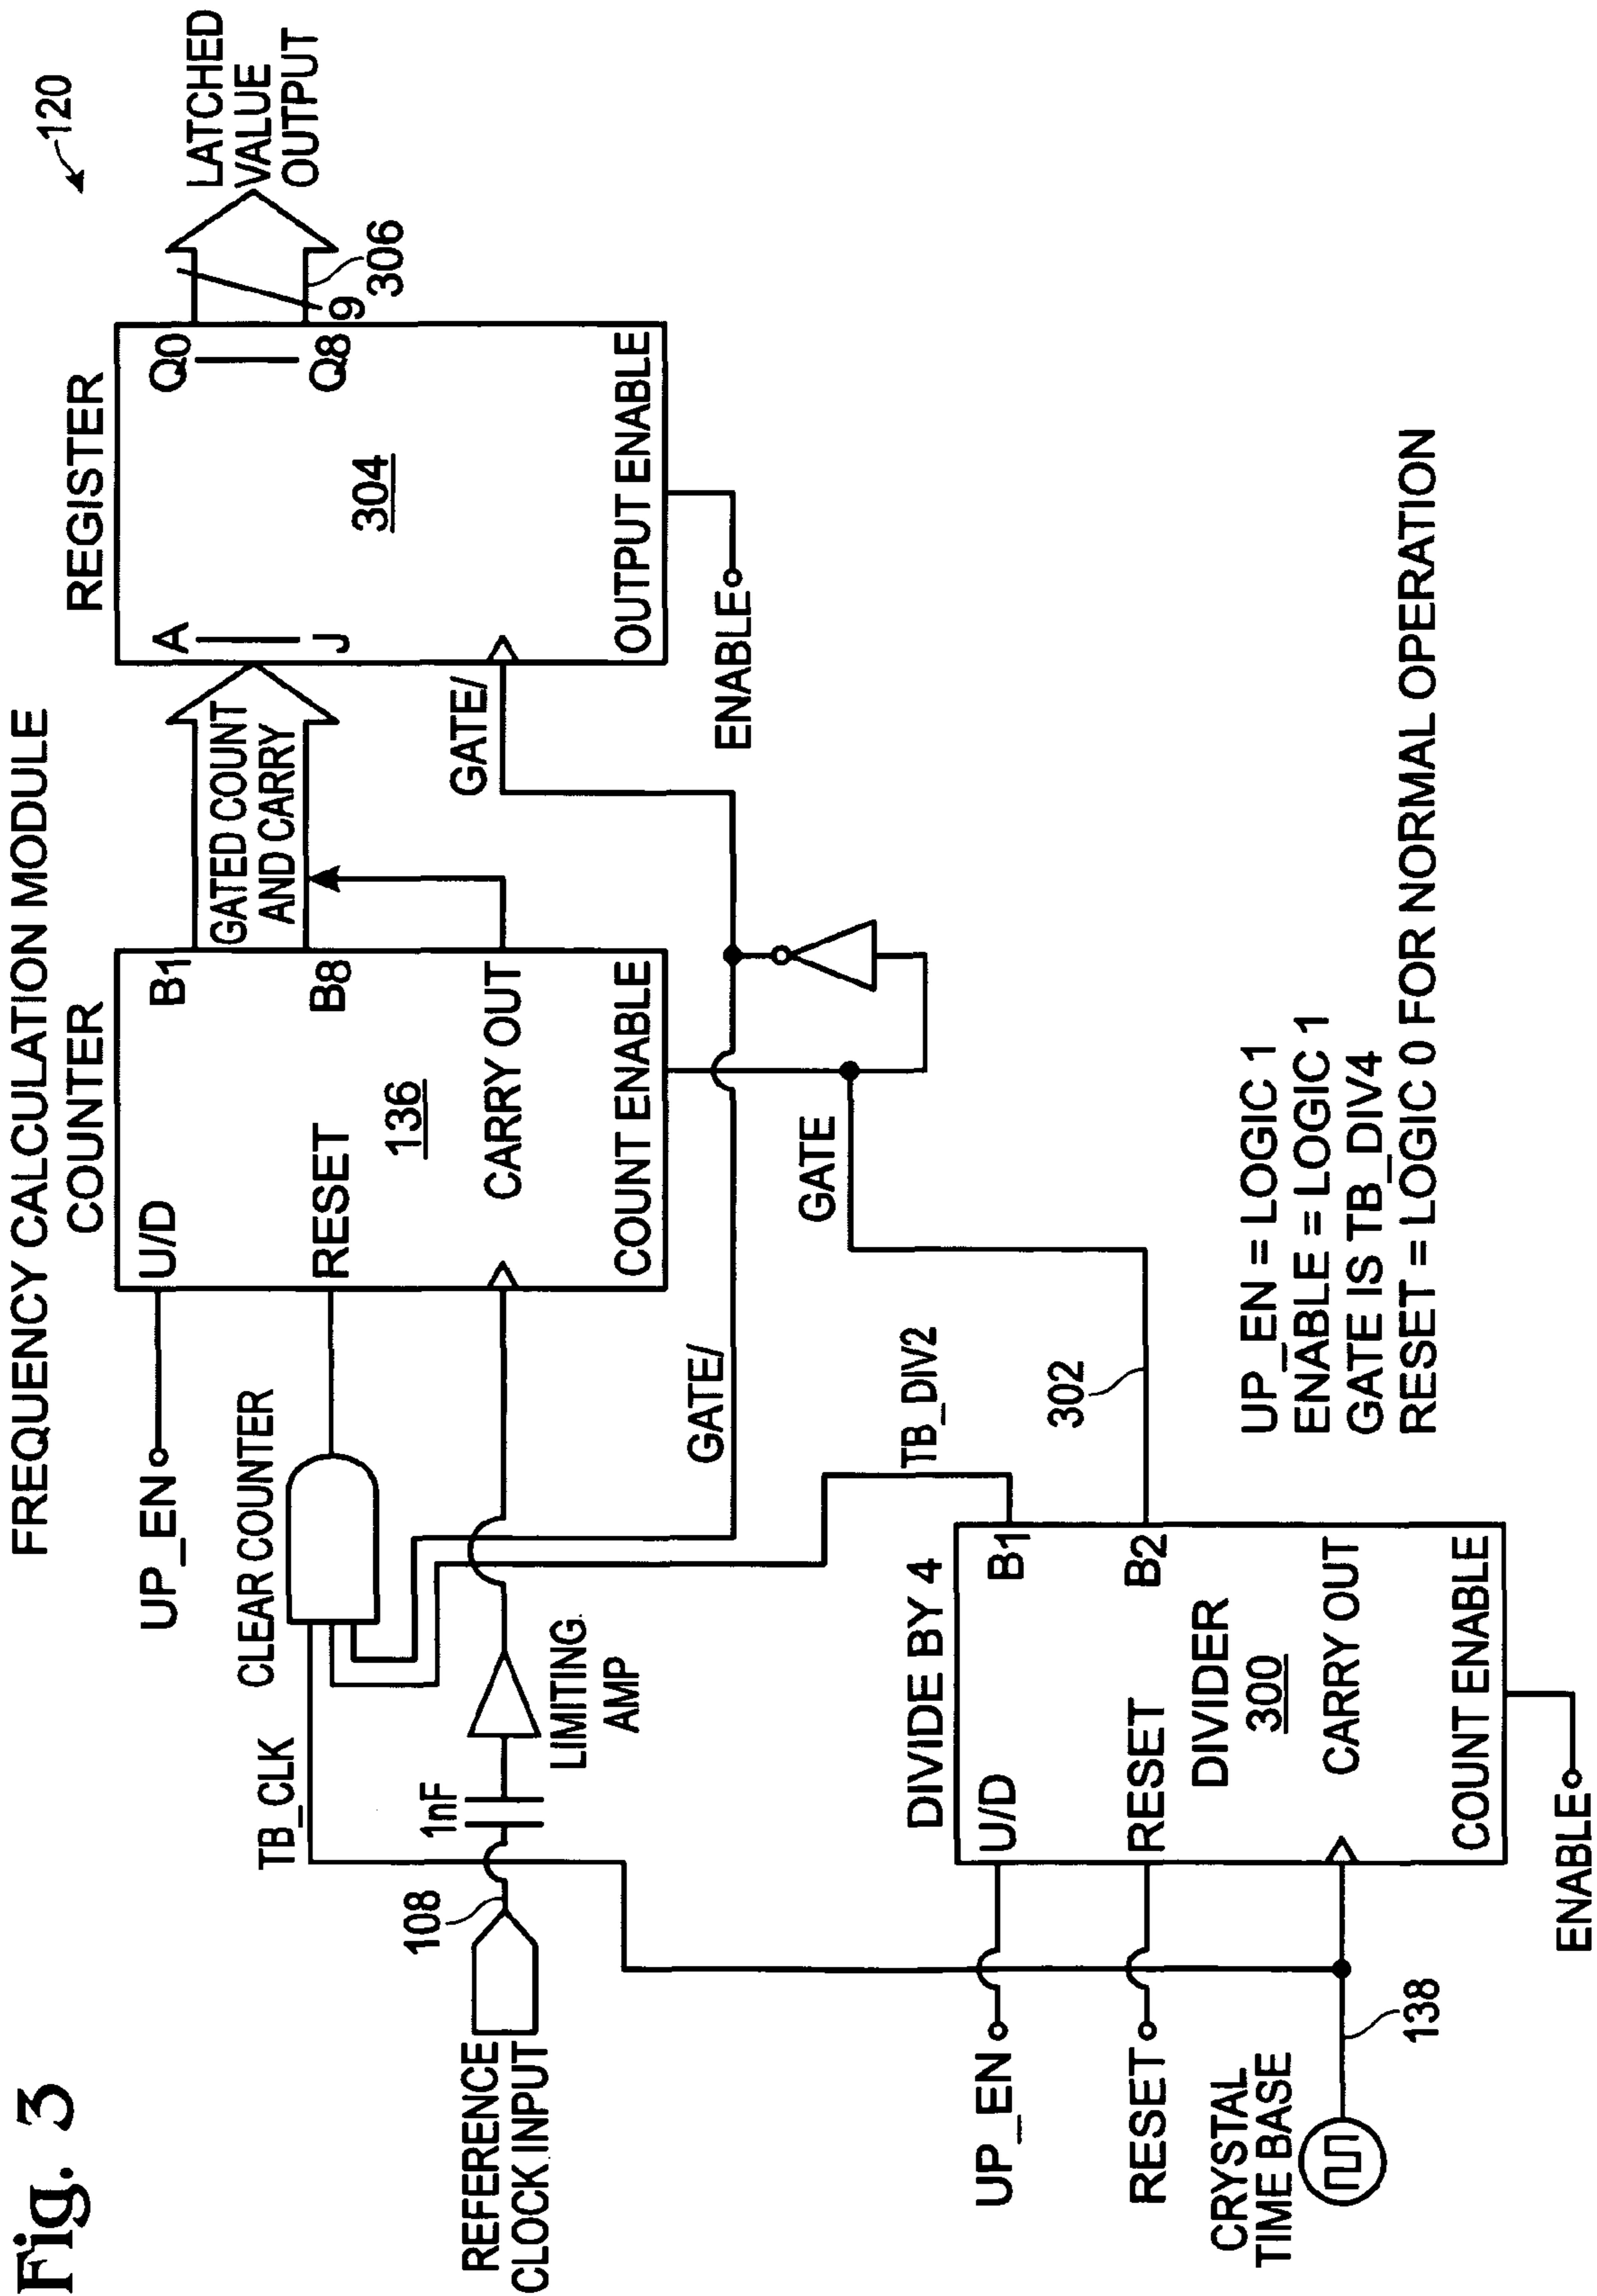 Fig. 3
FREQUENCY CALCULATION MODULE
120
COUNTER
REGISTER
UP_EN
U/D
B1
RESET
B8
136
CARRY OUT
COUNT ENABLE
GATED COUNT
AND CARRY
A
J
Q0
Q8
304
OUTPUT ENABLE
9
306
LATCHED
VALUE
OUTPUT
CLEAR COUNTER
TB_CLK
REFERENCE
CLOCK INPUT
108
1nF
LIMITING
AMP
GATE/
GATE/
ENABLE
GATE
TB_DIV2
302
DIVIDE BY 4
UP_EN
U/D
B1
RESET
RESET
B2
DIVIDER
300
CARRY OUT
COUNT ENABLE
CRYSTAL
TIME BASE
138
ENABLE
UP_EN = LOGIC 1
ENABLE = LOGIC 1
GATE IS TB_DIV4
RESET = LOGIC 0 FOR NORMAL OPERATION